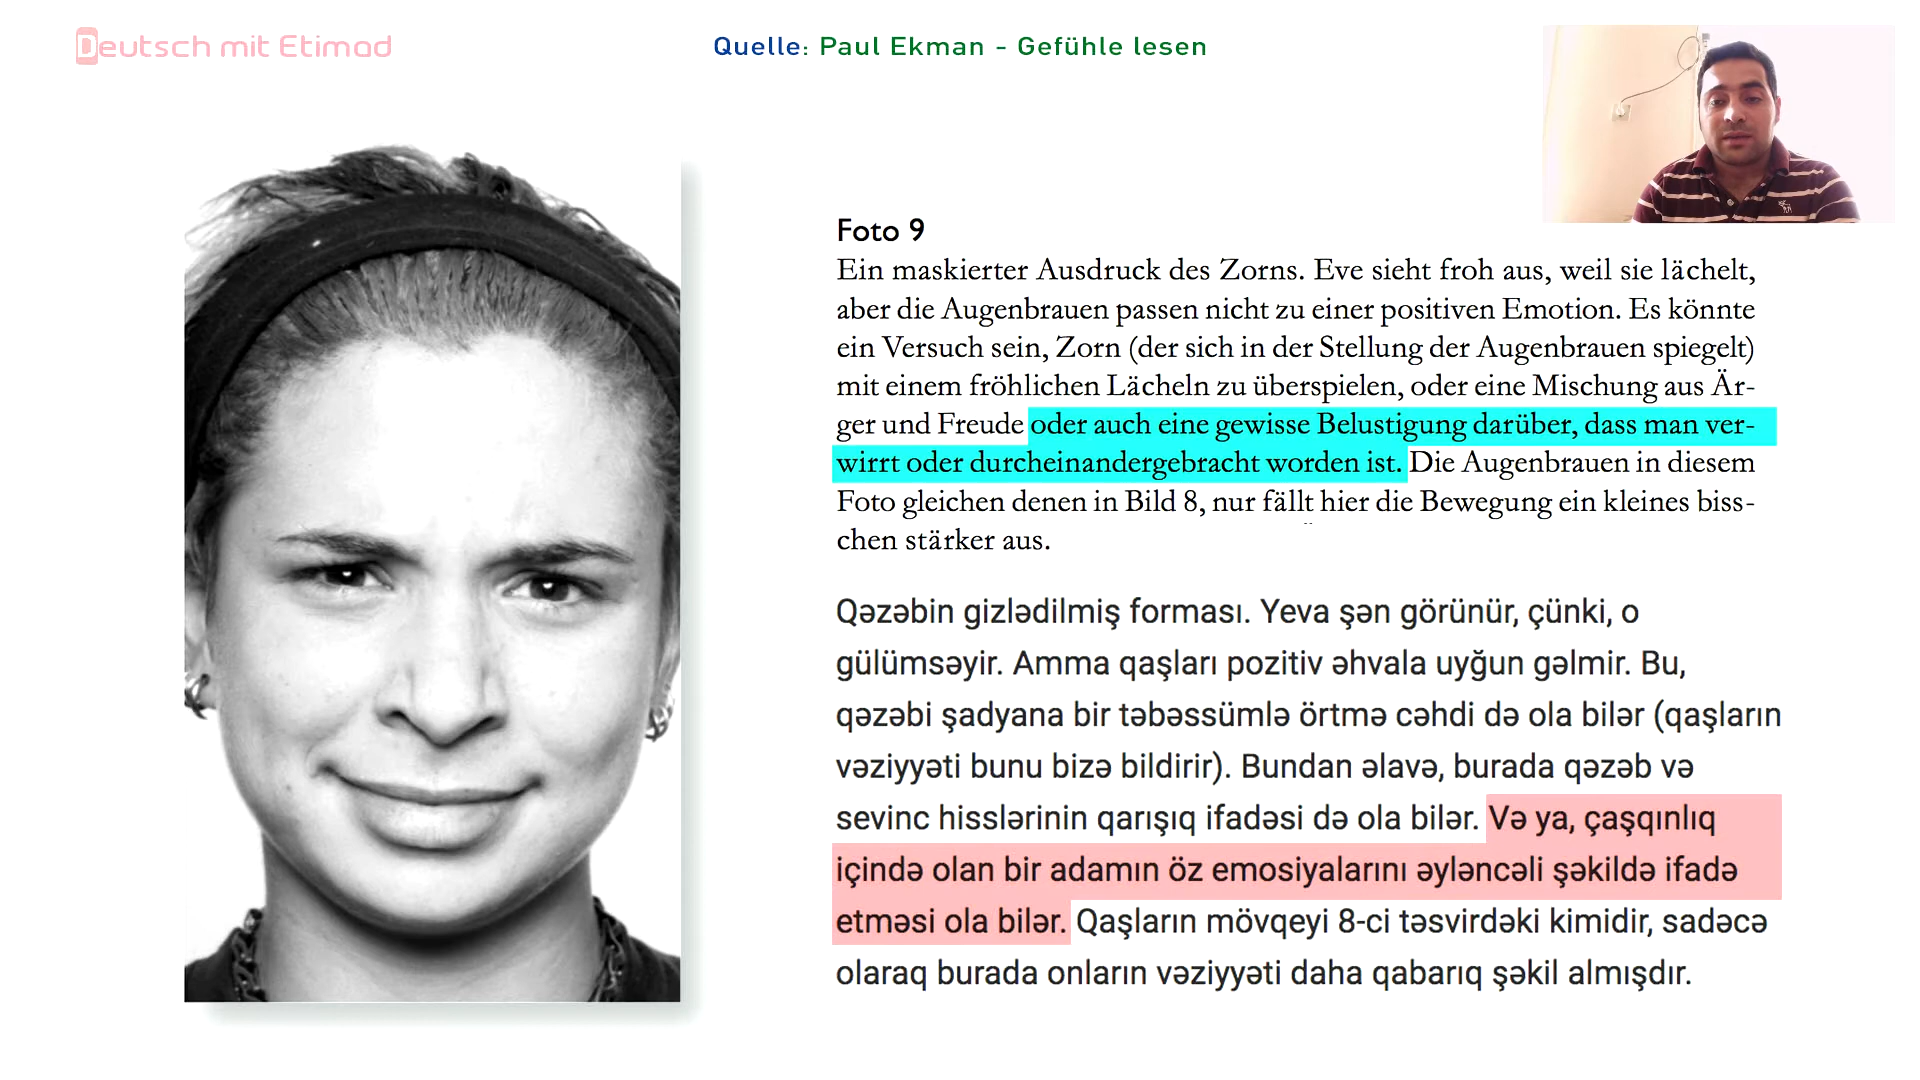 Deutsch mit Etimad
Quelle: Paul Ekman - Gefühle lesen
Foto 9
Ein maskierter Ausdruck des Zorns. Eve sieht froh aus, weil sie lächelt,
aber die Augenbrauen passen nicht zu einer positiven Emotion. Es könnte
ein Versuch sein, Zorn (der sich in der Stellung der Augenbrauen spiegelt)
mit einem fröhlichen Lächeln zu überspielen, oder eine Mischung aus Är-
ger und Freude oder auch eine gewisse Belustigung darüber, dass man ver-
wirrt oder durcheinandergebracht worden ist. Die Augenbrauen in diesem
Foto gleichen denen in Bild 8, nur fällt hier die Bewegung ein kleines biss-
chen stärker aus.
Qəzəbin gizlədilmiş forması. Yeva şən görünür, çünki, o
gülümsəyir. Amma qaşları pozitiv əhvala uyğun gəlmir. Bu,
qəzəbi şadyana bir təbəssümlə örtmə cəhdi də ola bilər (qaşların
vəziyyəti bunu bizə bildirir). Bundan əlavə, burada qəzəb və
sevinc hisslərinin qarışıq ifadəsi də ola bilər. Və ya, çaşqınlıq
içində olan bir adamın öz emosiyalarını əyləncəli şəkildə ifadə
etməsi ola bilər. Qaşların mövqeyi 8-ci təsvirdəki kimidir, sadəcə
olaraq burada onların vəziyyəti daha qabarıq şəkil almışdır.